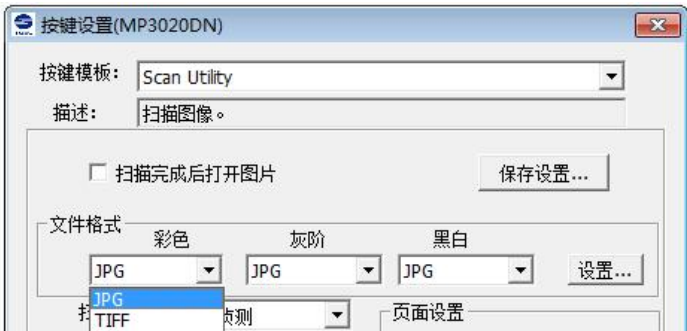 按键设置(MP3020DN)
按键模板： Scan Utility
描述： 扫描图像。
扫描完成后打开图片 保存设置...
文件格式
彩色 灰阶 黑白
JPG JPG JPG 设置...
JPG
TIFF 页面设置